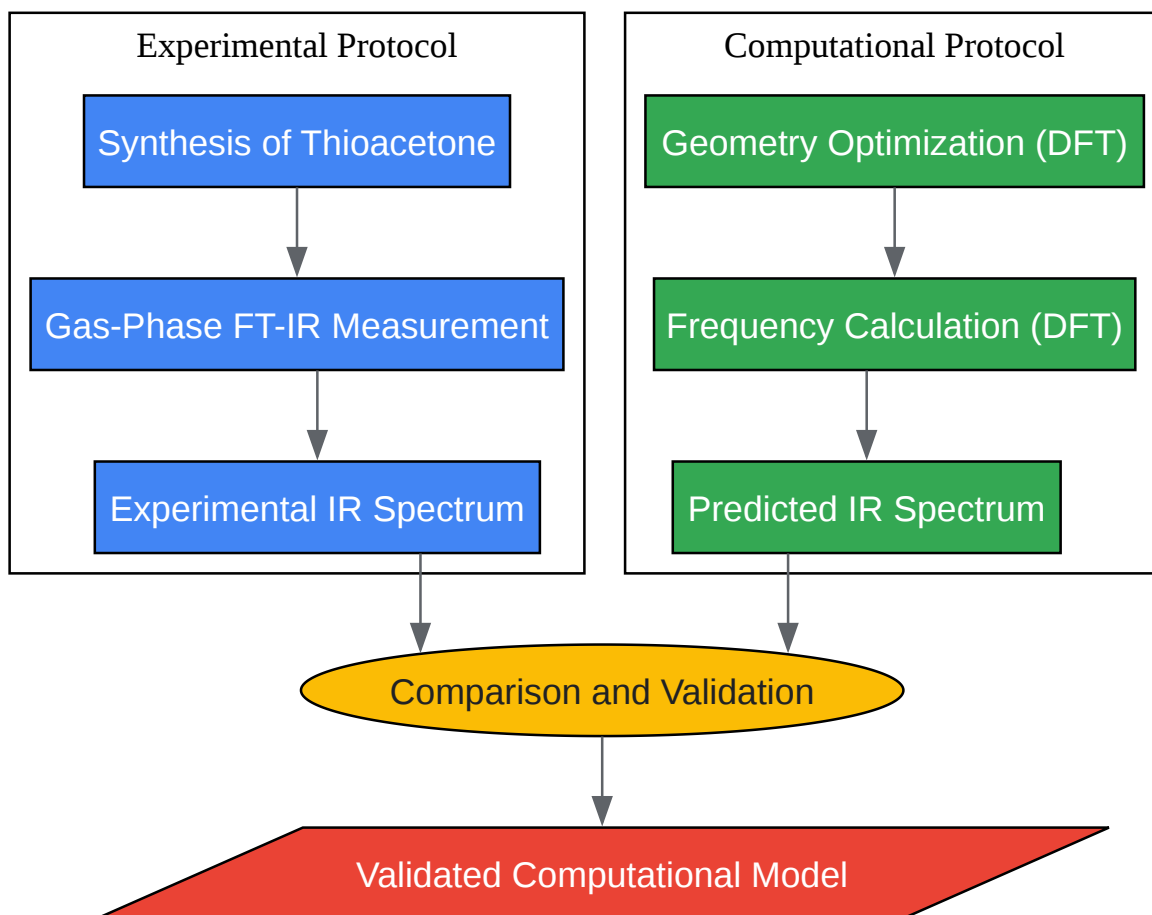 Experimental Protocol
Synthesis of Thioacetone
Gas-Phase FT-IR Measurement
Experimental IR Spectrum
Computational Protocol
Geometry Optimization (DFT)
Frequency Calculation (DFT)
Predicted IR Spectrum
Comparison and Validation
Validated Computational Model